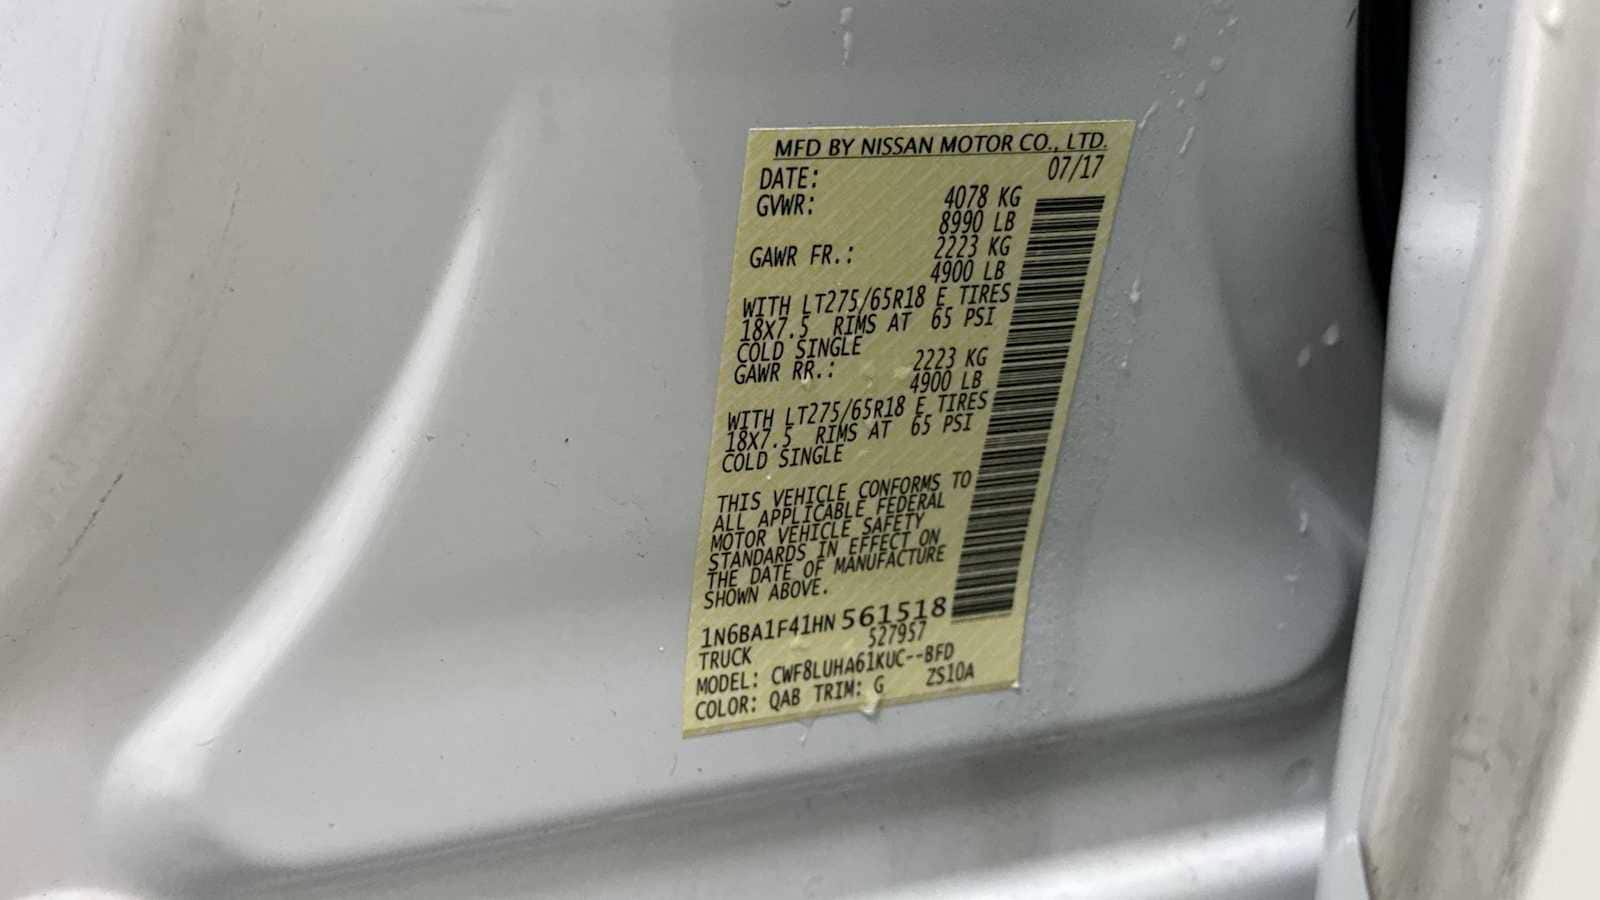 MFD BY NISSAN MOTOR CO., LTD.
DATE: 07/17
GVWR: 4078 KG
8990 LB
GAWR FR.: 2223 KG
4900 LB
WITH LT275/65R18 E TIRES
18X7.5 RIMS AT 65 PSI
COLD SINGLE
GAWR RR.: 2223 KG
4900 LB
WITH LT275/65R18 E TIRES
18X7.5 RIMS AT 65 PSI
COLD SINGLE
THIS VEHICLE CONFORMS TO
ALL APPLICABLE FEDERAL
MOTOR VEHICLE SAFETY
STANDARDS IN EFFECT ON
THE DATE OF MANUFACTURE
SHOWN ABOVE.
1N6BA1F41HN 561518
TRUCK 527957
MODEL: CWF8LUHA61KUC--BFD
COLOR: QAB TRIM: G ZS10A